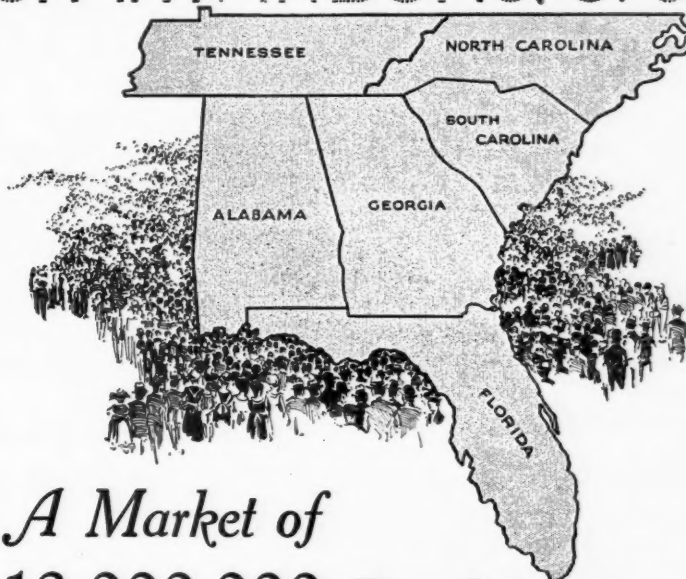 TENNESSEE
NORTH CAROLINA
SOUTH
CAROLINA
ALABAMA
GEORGIA
FLORIDA
A Market of